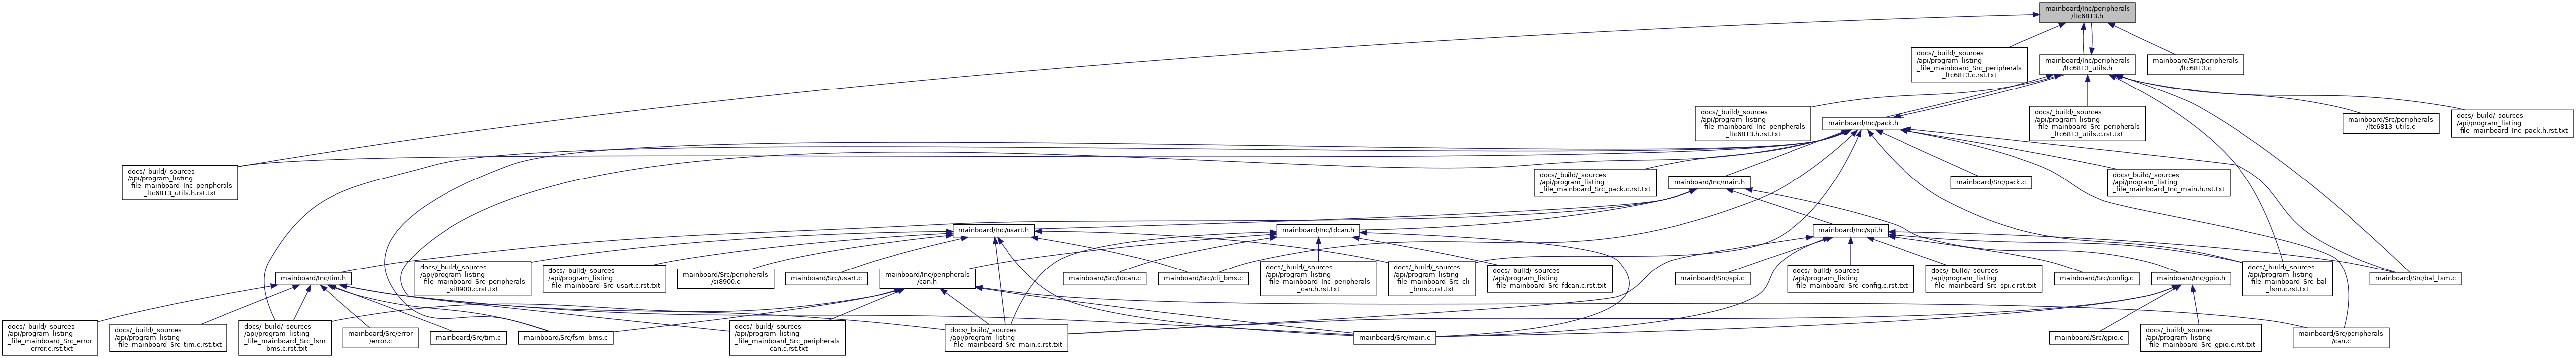 mainboard/Inc/peripherals
/ltc6813.h
docs/_build/_sources
/api/program_listing
_file_mainboard_Src_peripherals
_ltc6813.c.rst.txt
mainboard/Inc/peripherals
/ltc6813_utils.h
mainboard/Src/peripherals
/ltc6813.c
docs/_build/_sources
/api/program_listing
_file_mainboard_Inc_peripherals
_ltc6813.h.rst.txt
mainboard/Inc/pack.h
docs/_build/_sources
/api/program_listing
_file_mainboard_Src_peripherals
_ltc6813_utils.c.rst.txt
mainboard/Src/peripherals
/ltc6813_utils.c
docs/_build/_sources
/api/program_listing
_file_mainboard_Inc_pack.h.rst.txt
docs/_build/_sources
/api/program_listing
_file_mainboard_Inc_peripherals
_ltc6813_utils.h.rst.txt
docs/_build/_sources
/api/program_listing
_file_mainboard_Src_pack.c.rst.txt
mainboard/Inc/main.h
mainboard/Src/pack.c
docs/_build/_sources
/api/program_listing
_file_mainboard_Inc_main.h.rst.txt
mainboard/Inc/usart.h
mainboard/Inc/fdcan.h
mainboard/Inc/spi.h
mainboard/Inc/tim.h
docs/_build/_sources
/api/program_listing
_file_mainboard_Src_peripherals
_si8900.c.rst.txt
docs/_build/_sources
/api/program_listing
_file_mainboard_Src_usart.c.rst.txt
mainboard/Src/peripherals
/si8900.c
mainboard/Src/usart.c
mainboard/Inc/peripherals
/can.h
mainboard/Src/fdcan.c
mainboard/Src/cli_bms.c
docs/_build/_sources
/api/program_listing
_file_mainboard_Inc_peripherals
_can.h.rst.txt
docs/_build/_sources
/api/program_listing
_file_mainboard_Src_cli
_bms.c.rst.txt
docs/_build/_sources
/api/program_listing
_file_mainboard_Src_fdcan.c.rst.txt
mainboard/Src/spi.c
docs/_build/_sources
/api/program_listing
_file_mainboard_Src_config.c.rst.txt
docs/_build/_sources
/api/program_listing
_file_mainboard_Src_spi.c.rst.txt
mainboard/Src/config.c
mainboard/Inc/gpio.h
docs/_build/_sources
/api/program_listing
_file_mainboard_Src_bal
_fsm.c.rst.txt
mainboard/Src/bal_fsm.c
docs/_build/_sources
/api/program_listing
_file_mainboard_Src_error
_error.c.rst.txt
docs/_build/_sources
/api/program_listing
_file_mainboard_Src_tim.c.rst.txt
docs/_build/_sources
/api/program_listing
_file_mainboard_Src_fsm
_bms.c.rst.txt
mainboard/Src/error
/error.c
mainboard/Src/tim.c
mainboard/Src/fsm_bms.c
docs/_build/_sources
/api/program_listing
_file_mainboard_Src_peripherals
_can.c.rst.txt
docs/_build/_sources
/api/program_listing
_file_mainboard_Src_main.c.rst.txt
mainboard/Src/main.c
mainboard/Src/gpio.c
docs/_build/_sources
/api/program_listing
_file_mainboard_Src_gpio.c.rst.txt
mainboard/Src/peripherals
/can.c